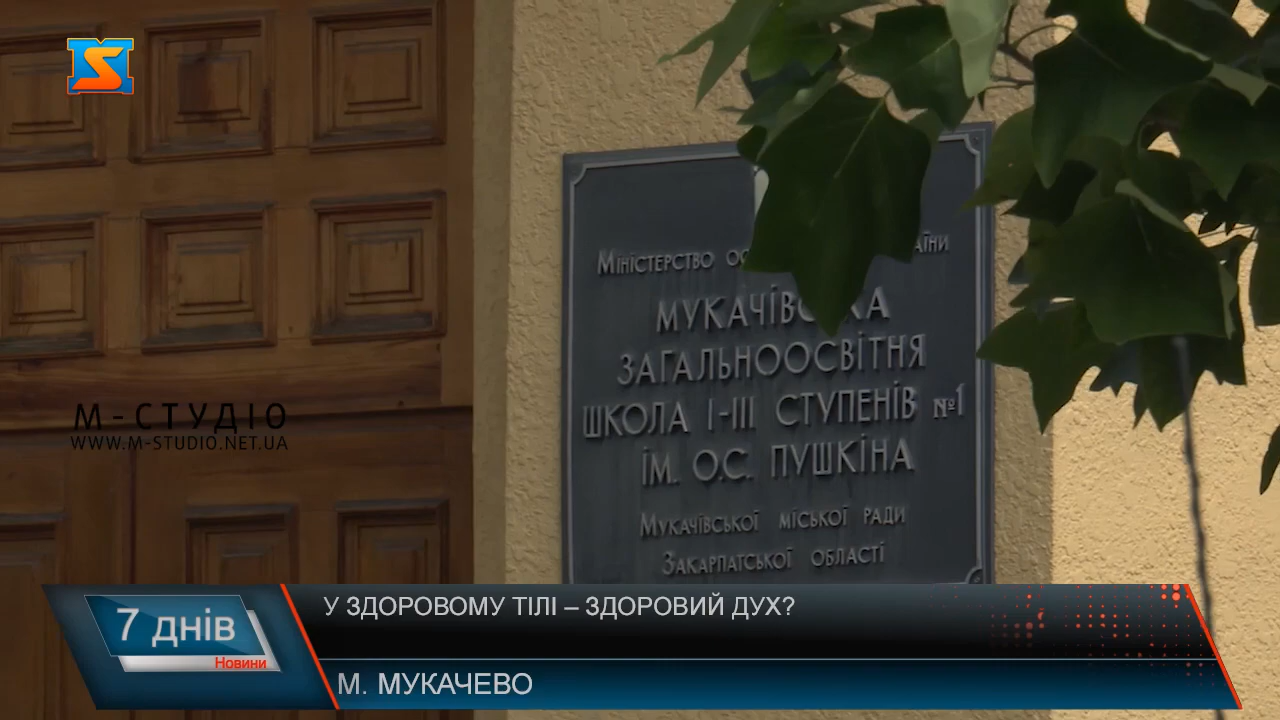 Міністерство
МУКАЧІВСЬКА
ЗАГАЛЬНООСВІТНЯ
ШКОЛА І-ІІІ СТУПЕНІВ №1
ІМ. О.С. ПУШКІНА
Мукачівської міської ради
Закарпатської області
М-СТУДІО
WWW.M-STUDIO.NET.UA
7 днів
Новини
У ЗДОРОВОМУ ТІЛІ – ЗДОРОВИЙ ДУХ?
М. МУКАЧЕВО